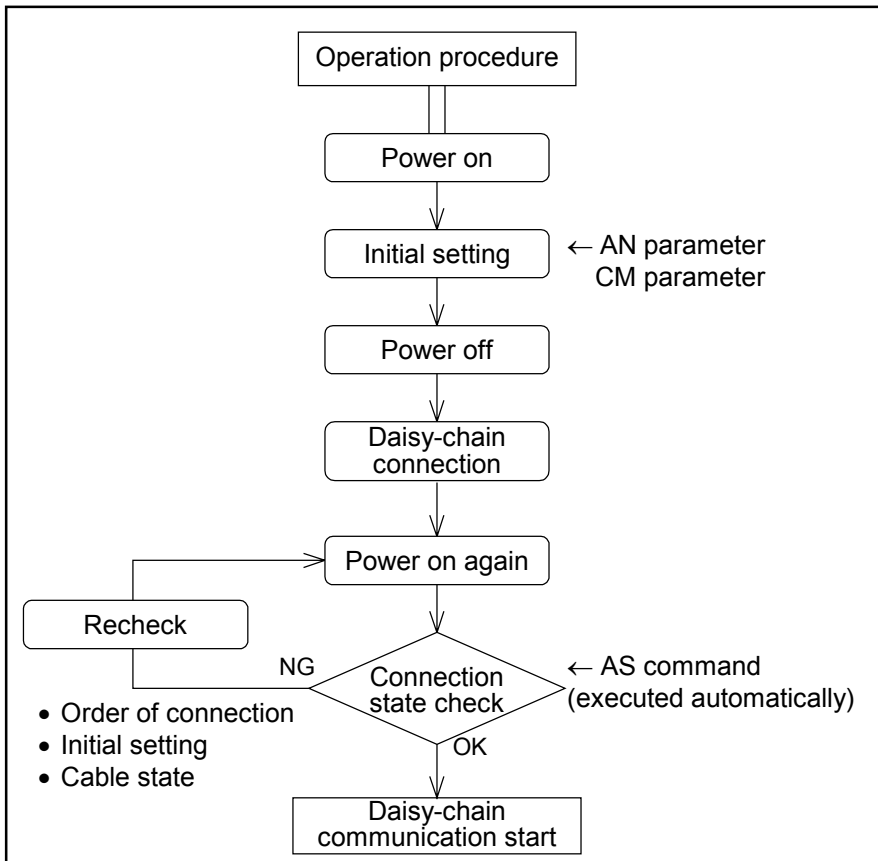 Operation procedure
Power on
Initial setting
← AN parameter
CM parameter
Power off
Daisy-chain
connection
Power on again
Recheck
NG
Connection
state check
← AS command
(executed automatically)
• Order of connection
• Initial setting
• Cable state
OK
Daisy-chain
communication start